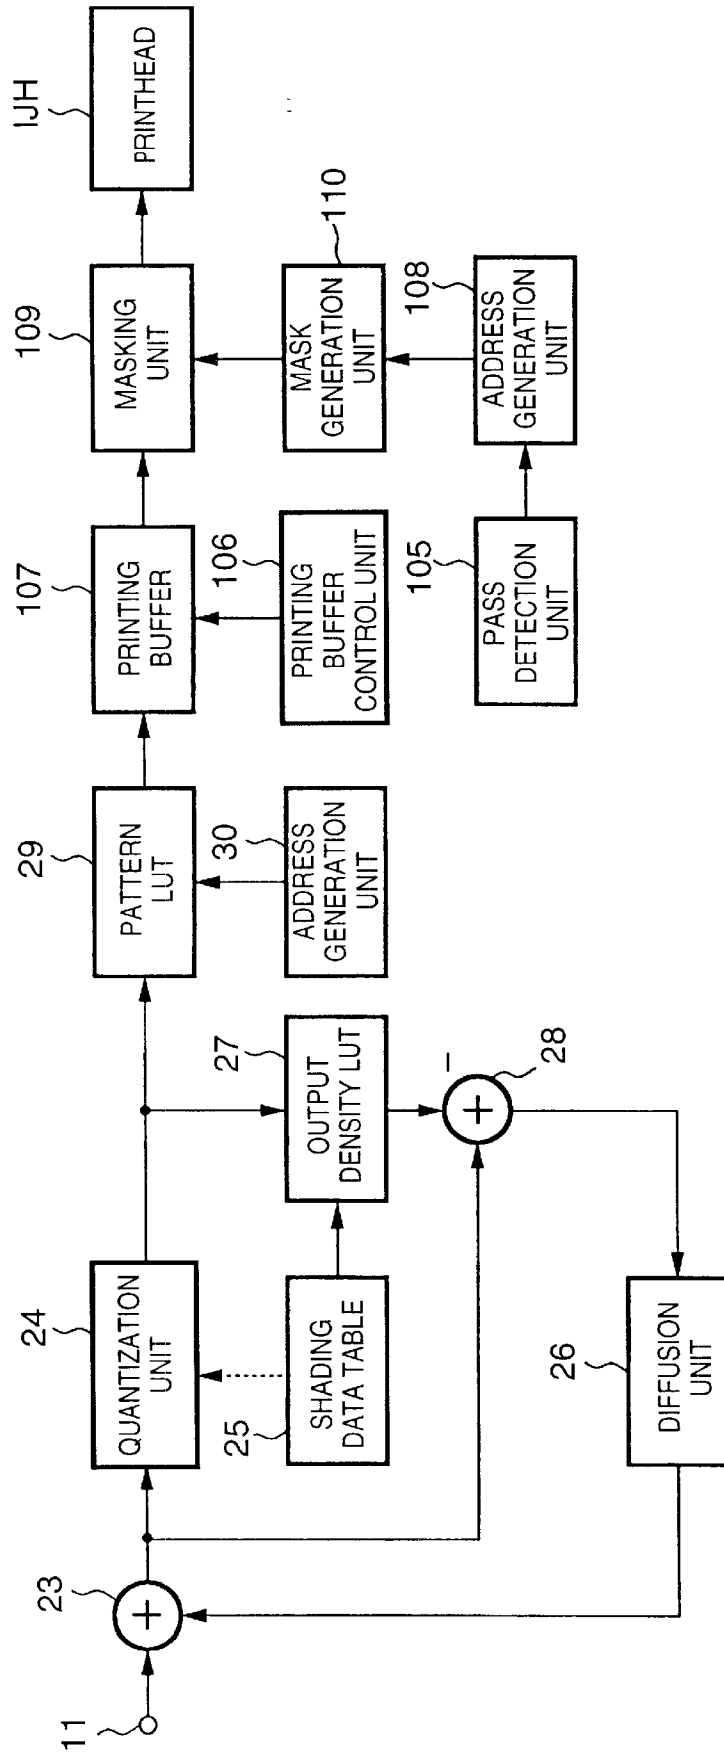 11
23
+
24
QUANTIZATION
UNIT
25
SHADING
DATA TABLE
26
DIFFUSION
UNIT
27
OUTPUT
DENSITY LUT
28
−
+
29
PATTERN
LUT
30
ADDRESS
GENERATION
UNIT
107
PRINTING
BUFFER
106
PRINTING
BUFFER
CONTROL UNIT
105
PASS
DETECTION
UNIT
109
MASKING
UNIT
110
MASK
GENERATION
UNIT
108
ADDRESS
GENERATION
UNIT
IJH
PRINTHEAD